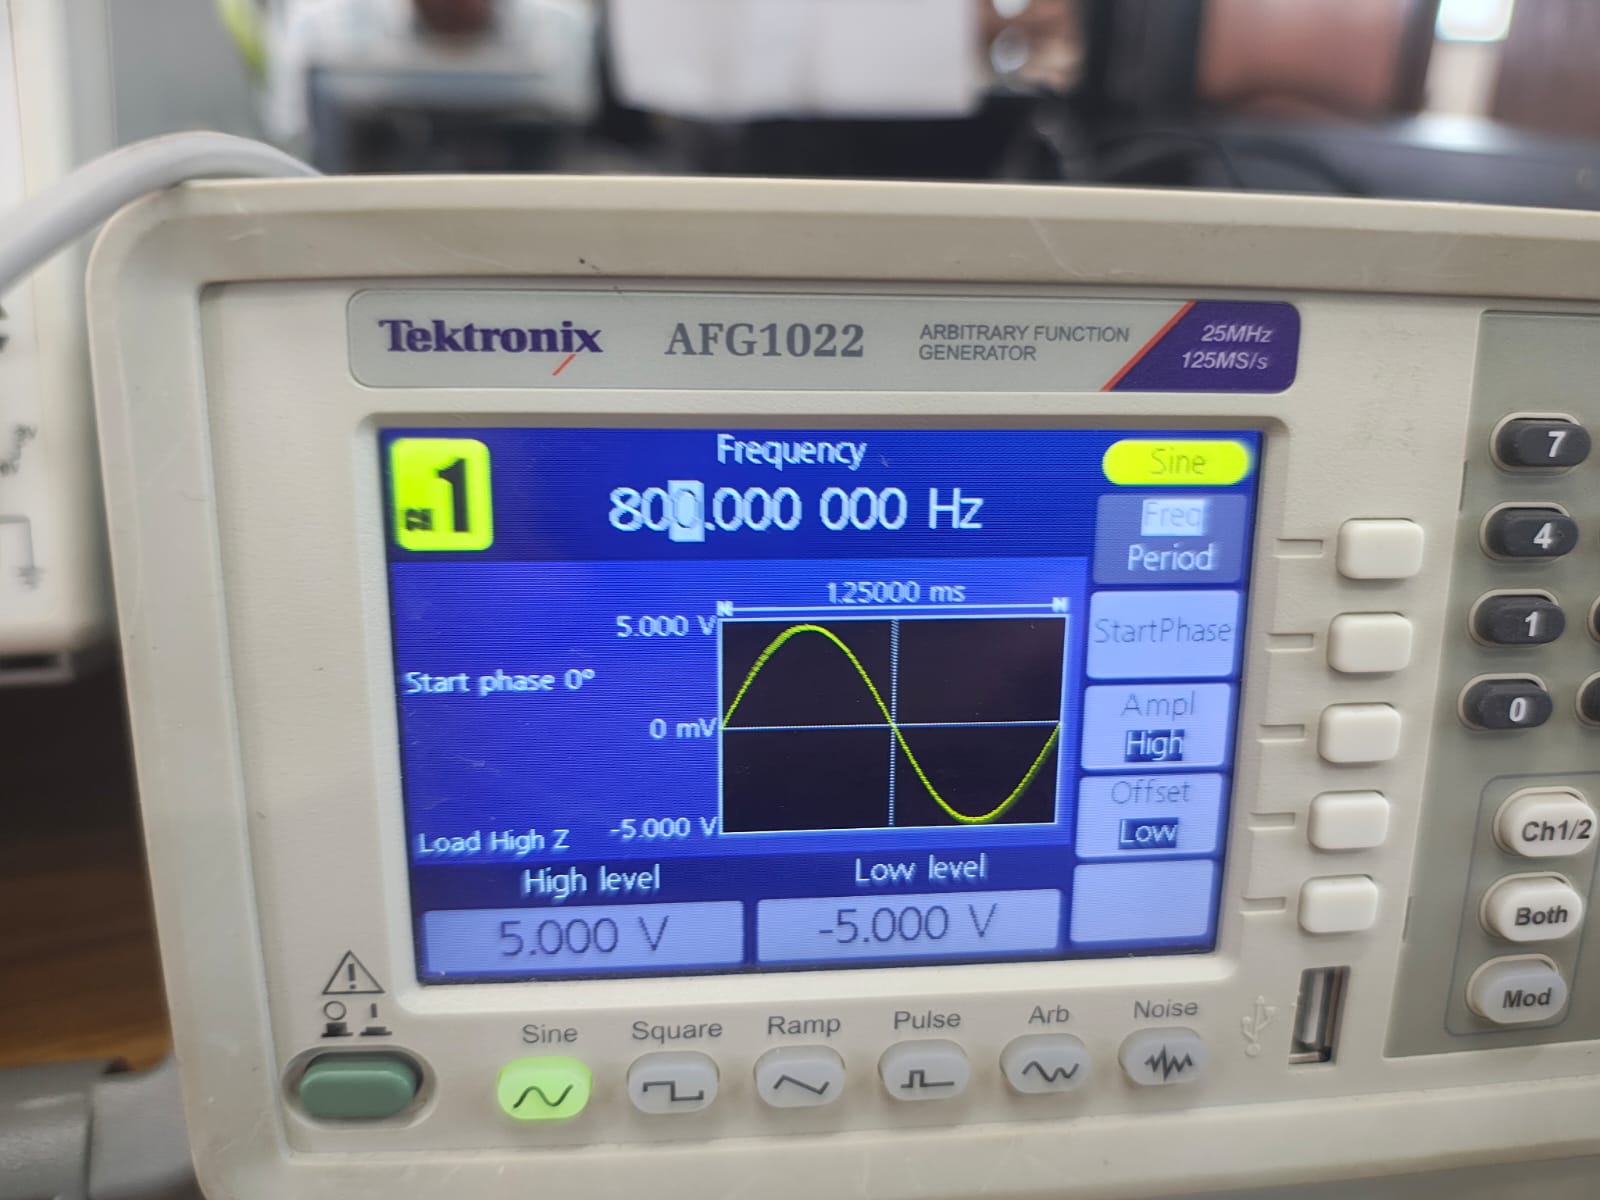 Tektronix AFG1022 ARBITRARY FUNCTION GENERATOR 25MHz 125MS/s
CH 1
Frequency
800.000 000 Hz
Sine
Freq
Period
1.25000 ms
5.000 V
StartPhase
Start phase 0°
0 mV
Ampl
High
Offset
Low
Load High Z
-5.000 V
High level
Low level
5.000 V
-5.000 V
Sine
Square
Ramp
Pulse
Arb
Noise
7
4
1
0
Ch1/2
Both
Mod